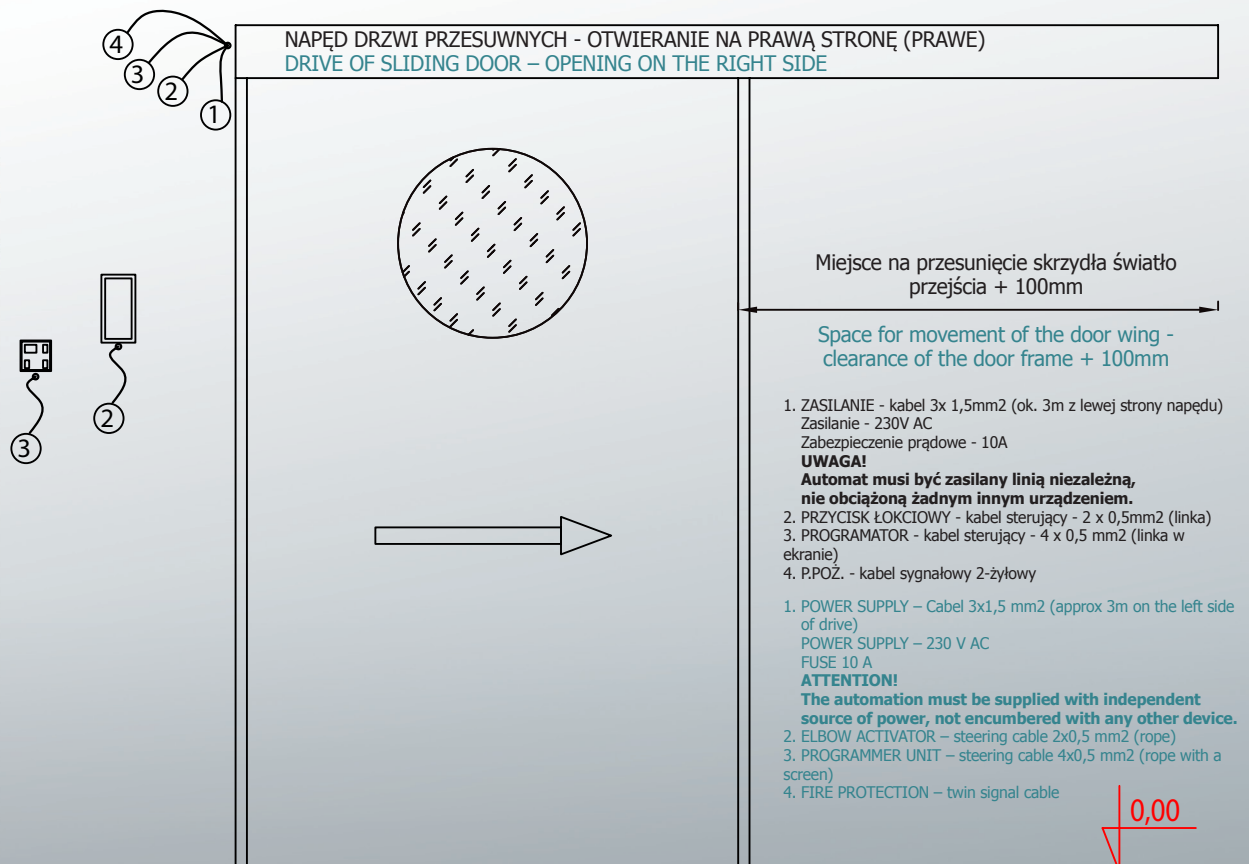 NAPĘD DRZWI PRZESUWNYCH - OTWIERANIE NA PRAWĄ STRONĘ (PRAWE)
DRIVE OF SLIDING DOOR – OPENING ON THE RIGHT SIDE
4
3
2
1
2
3
Miejsce na przesunięcie skrzydła światło
przejścia + 100mm
Space for movement of the door wing -
clearance of the door frame + 100mm
1. ZASILANIE - kabel 3x 1,5mm2 (ok. 3m z lewej strony napędu)
Zasilanie - 230V AC
Zabezpieczenie prądowe - 10A
UWAGA!
Automat musi być zasilany linią niezależną,
nie obciążoną żadnym innym urządzeniem.
2. PRZYCISK ŁOKCIOWY - kabel sterujący - 2 x 0,5mm2 (linka)
3. PROGRAMATOR - kabel sterujący - 4 x 0,5 mm2 (linka w
ekranie)
4. P.POŻ. - kabel sygnałowy 2-żyłowy
1. POWER SUPPLY – Cabel 3x1,5 mm2 (approx 3m on the left side
of drive)
POWER SUPPLY – 230 V AC
FUSE 10 A
ATTENTION!
The automation must be supplied with independent
source of power, not encumbered with any other device.
2. ELBOW ACTIVATOR – steering cable 2x0,5 mm2 (rope)
3. PROGRAMMER UNIT – steering cable 4x0,5 mm2 (rope with a
screen)
4. FIRE PROTECTION – twin signal cable
0,00